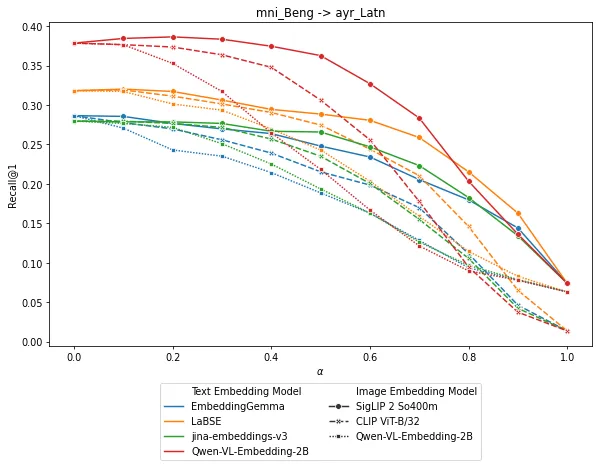 mni_Beng -> ayr_Latn
Recall@1
0.40
0.35
0.30
0.25
0.20
0.15
0.10
0.05
0.00
0.0 0.2 0.4 0.6 0.8 1.0
α
Text Embedding Model
EmbeddingGemma
LaBSE
jina-embeddings-v3
Qwen-VL-Embedding-2B
Image Embedding Model
SigLIP 2 So400m
CLIP ViT-B/32
Qwen-VL-Embedding-2B